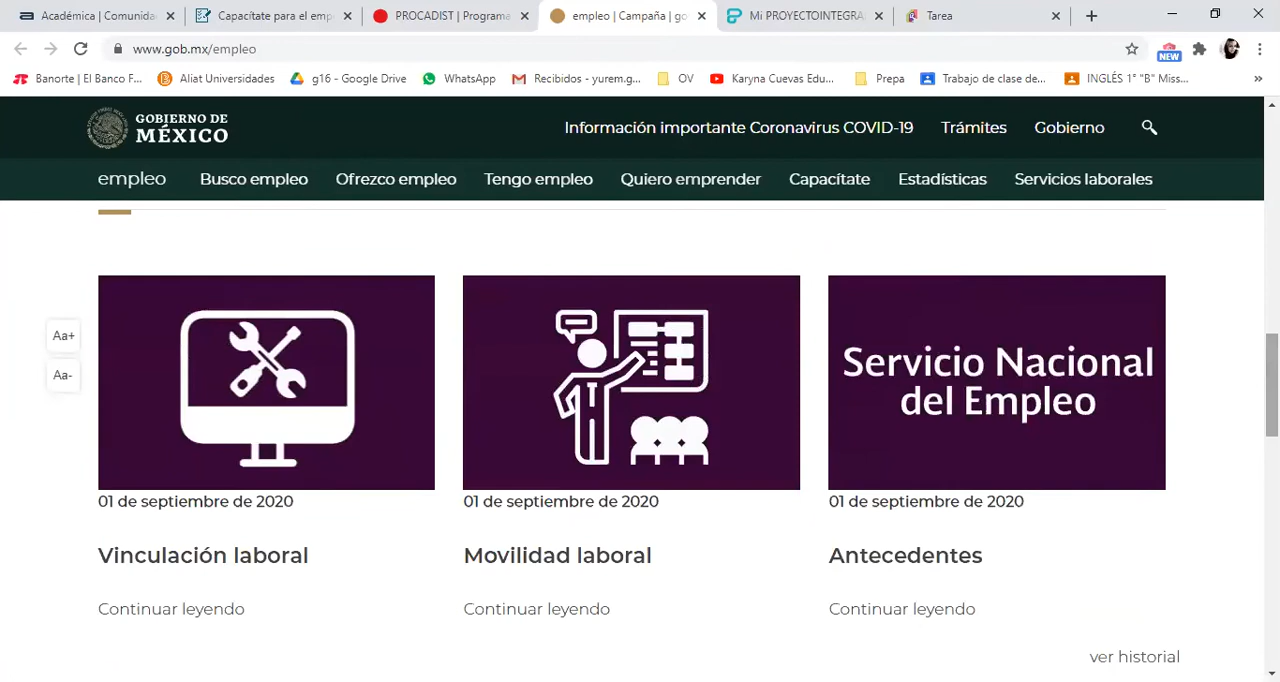 Académica | Comunida
Capacítate para el emp
PROCADIST | Programa
empleo | Campaña | go
Mi PROYECTOINTEGRA
Tarea
www.gob.mx/empleo
NEW
Banorte | El Banco F...
Aliat Universidades
g16 - Google Drive
WhatsApp
Recibidos - yurem.g...
OV
Karyna Cuevas Edu...
Prepa
Trabajo de clase de...
INGLÉS 1° "B" Miss...
GOBIERNO DE
MÉXICO
Información importante Coronavirus COVID-19
Trámites
Gobierno
empleo
Busco empleo
Ofrezco empleo
Tengo empleo
Quiero emprender
Capacítate
Estadísticas
Servicios laborales
Aa+
Aa-
Servicio Nacional
del Empleo
01 de septiembre de 2020
01 de septiembre de 2020
01 de septiembre de 2020
Vinculación laboral
Movilidad laboral
Antecedentes
Continuar leyendo
Continuar leyendo
Continuar leyendo
ver historial